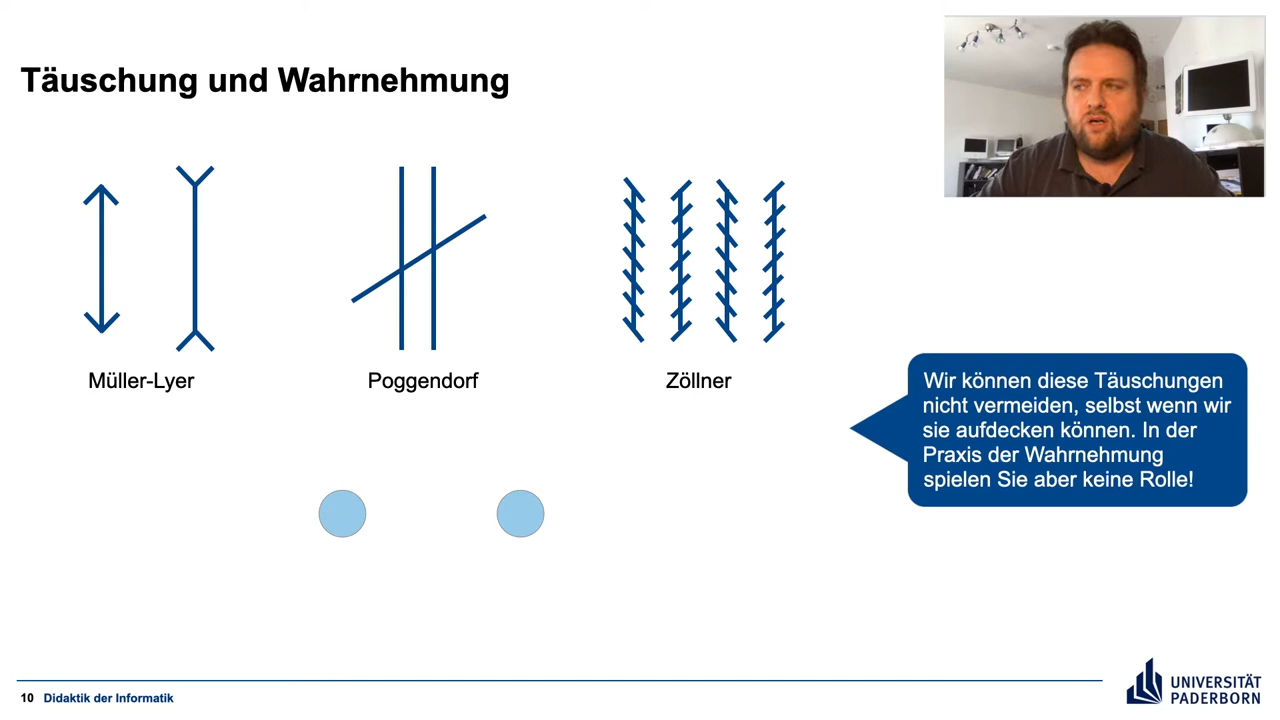 Täuschung und Wahrnehmung
Müller-Lyer
Poggendorf
Zöllner
Wir können diese Täuschungen
nicht vermeiden, selbst wenn wir
sie aufdecken können. In der
Praxis der Wahrnehmung
spielen Sie aber keine Rolle!
10 Didaktik der Informatik
UNIVERSITÄT
PADERBORN